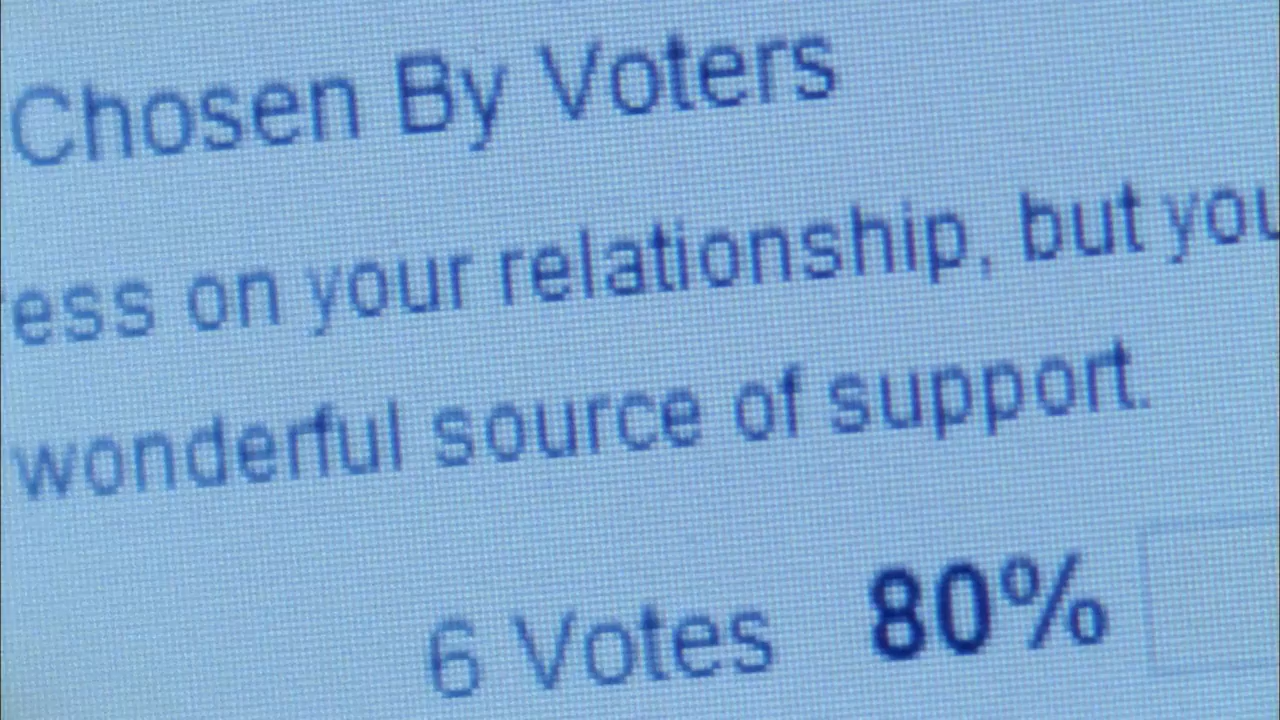 Chosen By Voters
ess on your relationship, but you
wonderful source of support.
6 Votes 80%